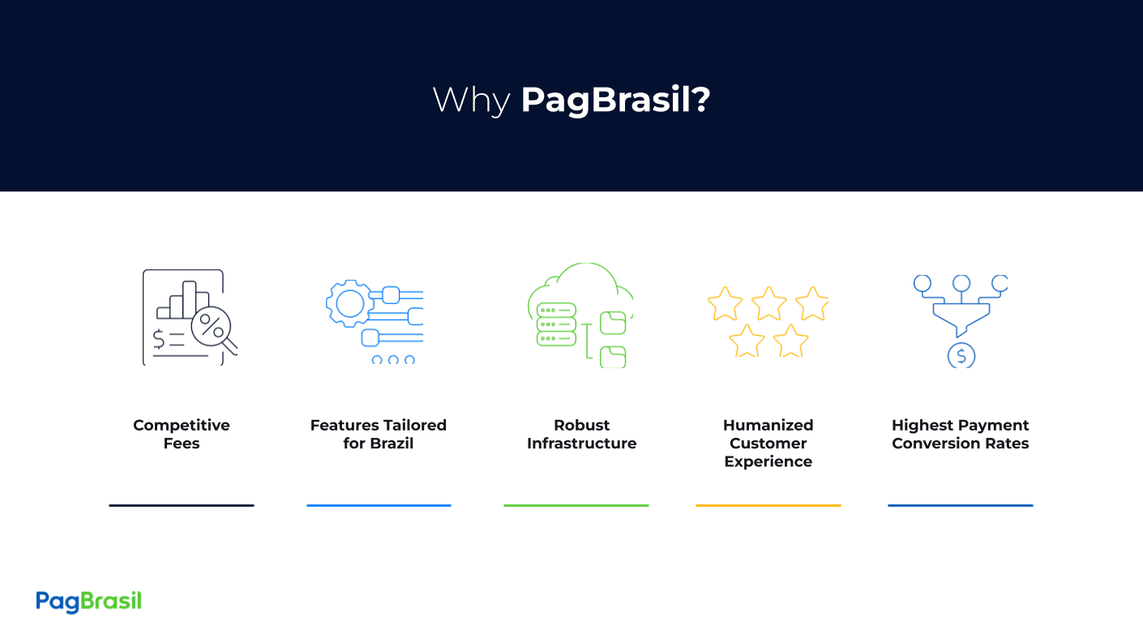 Why PagBrasil?
$
%
$
Competitive
Fees
Features Tailored
for Brazil
Robust
Infrastructure
Humanized
Customer
Experience
Highest Payment
Conversion Rates
PagBrasil